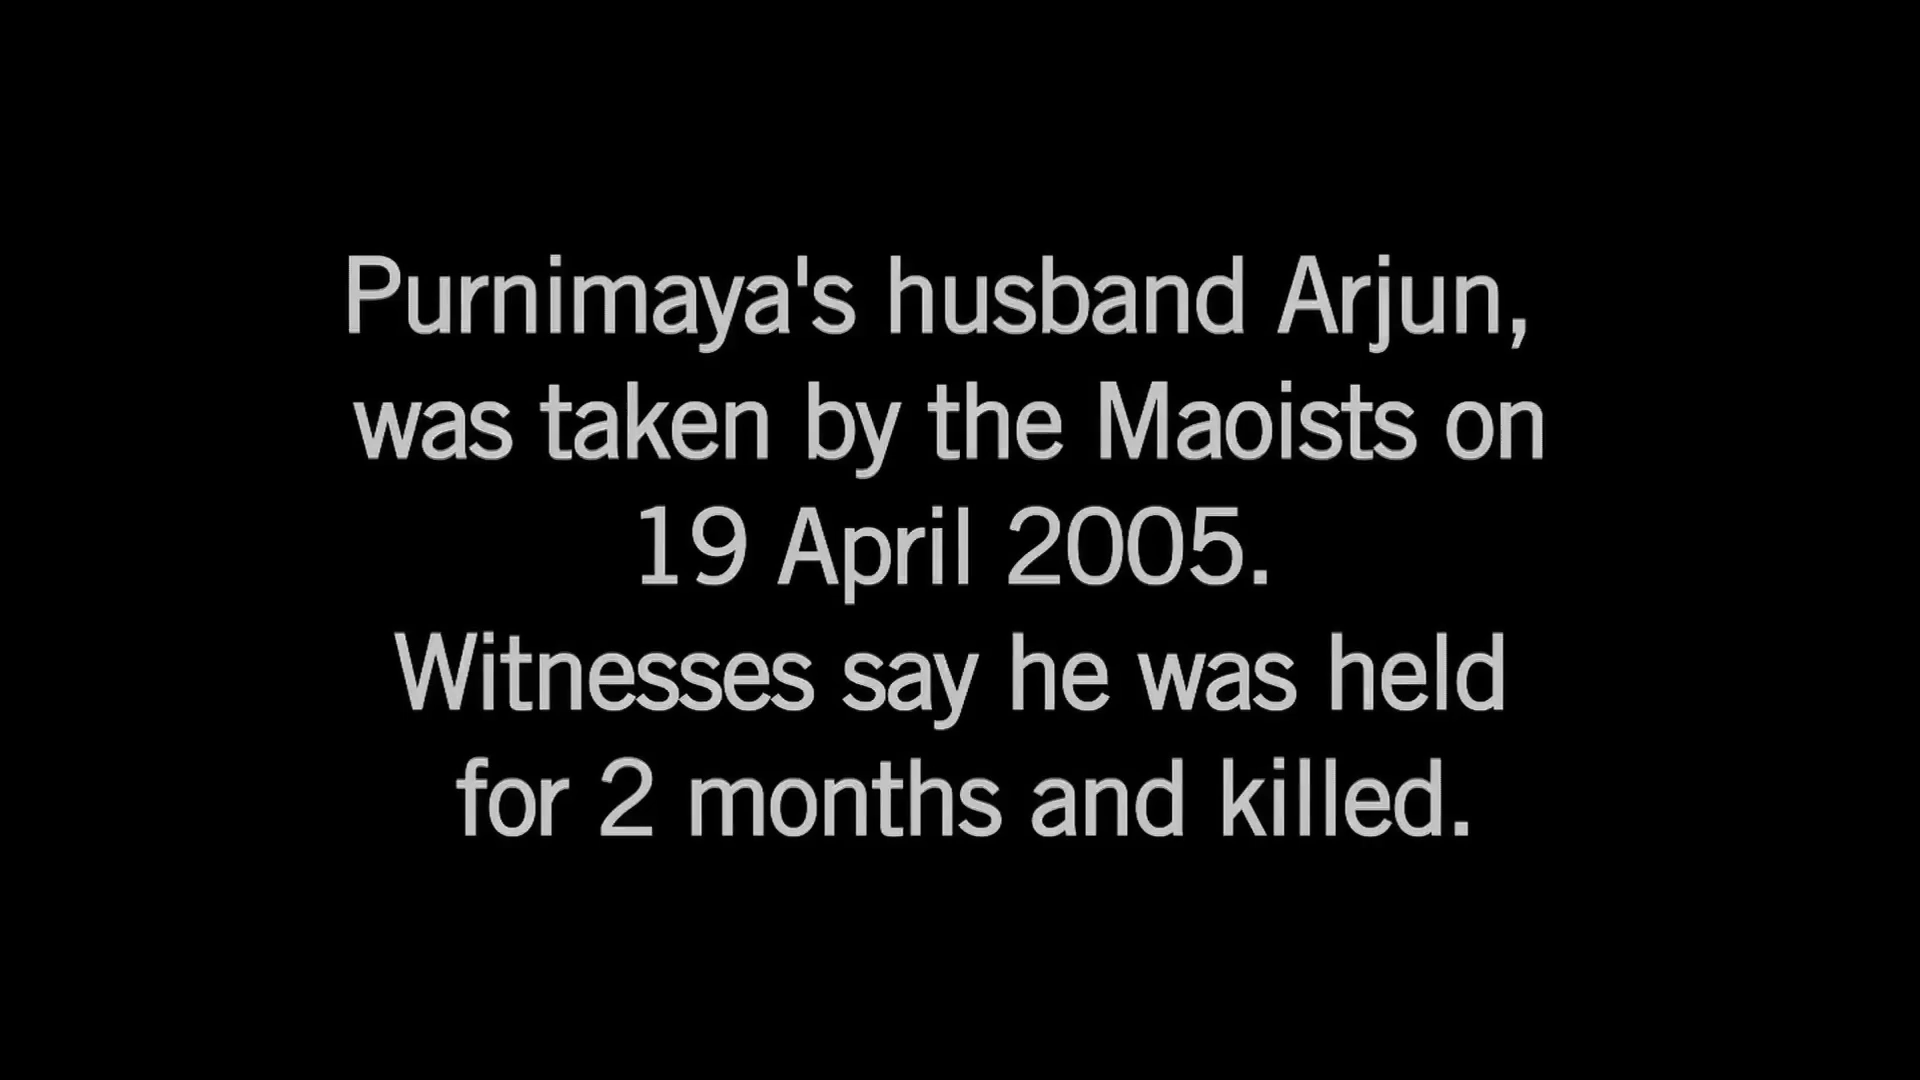 Purnimaya's husband Arjun,
was taken by the Maoists on
19 April 2005.
Witnesses say he was held
for 2 months and killed.